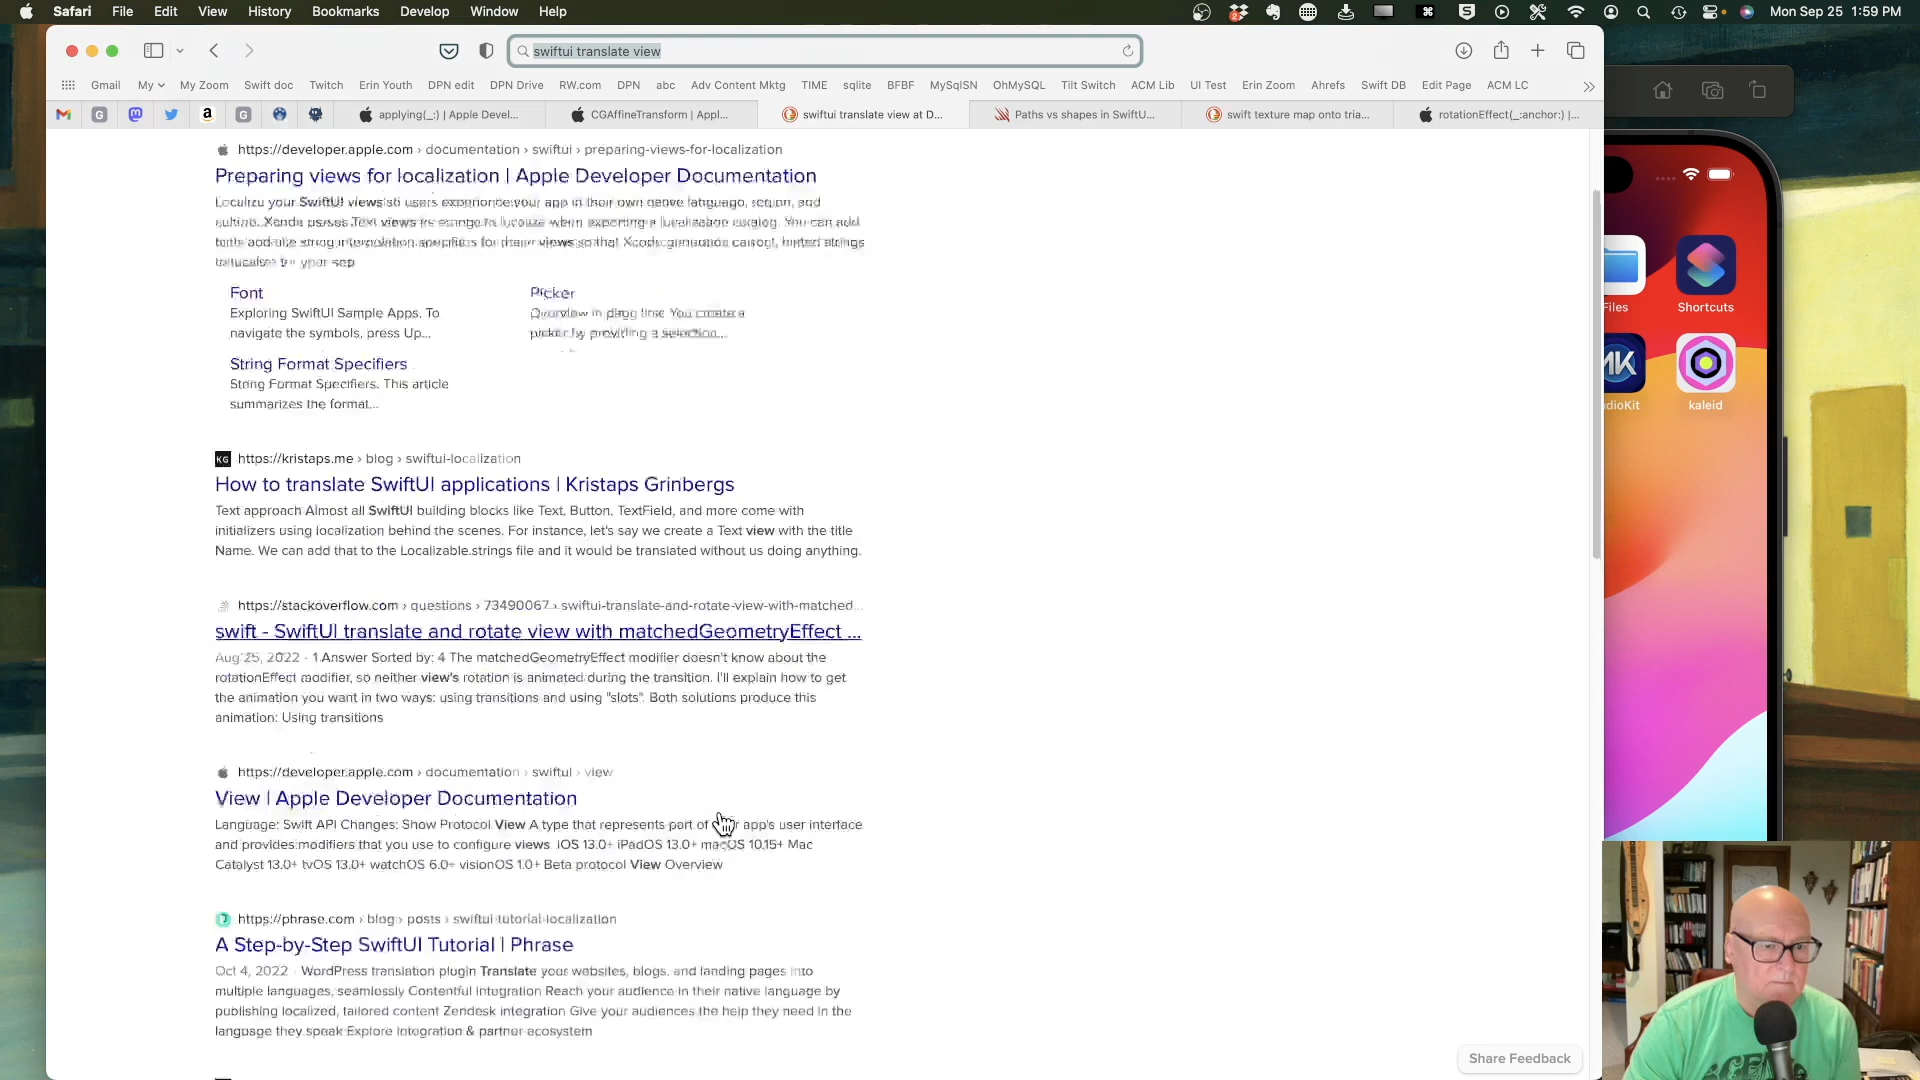 Safari File Edit View History Bookmarks Develop Window Help
Mon Sep 25 1:59 PM
swiftui translate view
Gmail My My Zoom Swift doc Twitch Erin Youth DPN edit DPN Drive RW.com DPN abc Adv Content Mktg TIME sqlite BFBF MySqlSN OhMySQL Tilt Switch ACM Lib UI Test Erin Zoom Ahrefs Swift DB Edit Page ACM LC
applying(_:) | Apple Devel... CGAffineTransform | Appl... swiftui translate view at D... Paths vs shapes in SwiftU... swift texture map onto tria... rotationEffect(_:anchor:) |...
https://developer.apple.com › documentation › swiftui › preparing-views-for-localization
Preparing views for localization | Apple Developer Documentation
your SwiftUI views so users experience your app in their own native language, region, and
Font
Exploring SwiftUI Sample Apps. To
navigate the symbols, press Up...
Picker
String Format Specifiers
String Format Specifiers. This article
summarizes the format...
https://kristaps.me › blog › swiftui-localization
How to translate SwiftUI applications | Kristaps Grinbergs
Text approach Almost all SwiftUI building blocks like Text, Button, TextField, and more come with
initializers using localization behind the scenes. For instance, let's say we create a Text view with the title
Name. We can add that to the Localizable.strings file and it would be translated without us doing anything.
https://stackoverflow.com › questions › 73490067 › swiftui-translate-and-rotate-view-with-matched...
swift - SwiftUI translate and rotate view with matchedGeometryEffect ...
Aug 25, 2022 · 1 Answer Sorted by: 4 The matchedGeometryEffect modifier doesn't know about the
rotationEffect modifier, so neither view's rotation is animated during the transition. I'll explain how to get
the animation you want in two ways: using transitions and using "slots". Both solutions produce this
animation: Using transitions
https://developer.apple.com › documentation › swiftui › view
View | Apple Developer Documentation
Language: Swift API Changes: Show Protocol View A type that represents part of app's user interface
and provides modifiers that you use to configure views. iOS 13.0+ iPadOS 13.0+ macOS 10.15+ Mac
Catalyst 13.0+ tvOS 13.0+ watchOS 6.0+ visionOS 1.0+ Beta protocol View Overview
https://phrase.com › blog › posts › swiftui-tutorial-localization
A Step-by-Step SwiftUI Tutorial | Phrase
Oct 4, 2022 · WordPress translation plugin Translate your websites, blogs, and landing pages into
multiple languages, seamlessly Contentful integration Reach your audience in their native language by
publishing localized, tailored content Zendesk integration Give your audiences the help they need in the
language they speak Explore Integration & partner ecosystem
Share Feedback
Files Shortcuts
dioKit kaleid